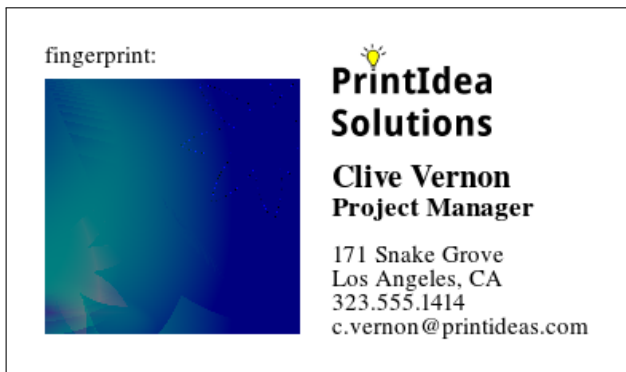 fingerprint:
PrintIdea
Solutions
Clive Vernon
Project Manager
171 Snake Grove
Los Angeles, CA
323.555.1414
c.vernon@printideas.com